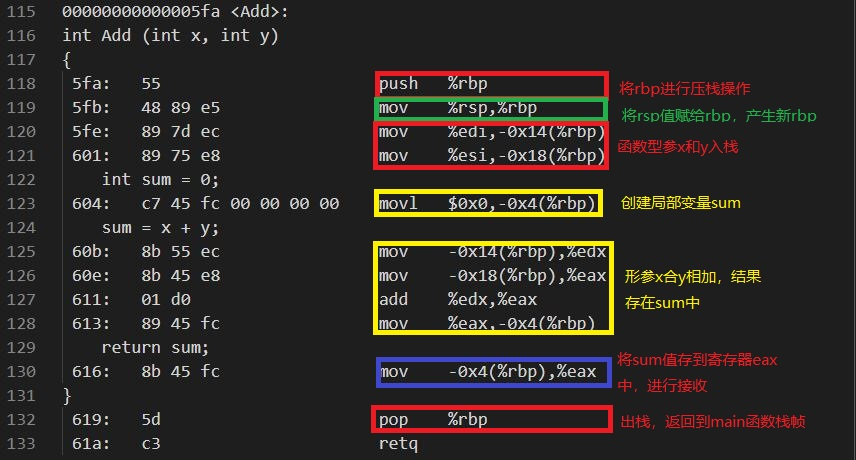 115 00000000000005fa <Add>:
116 int Add (int x, int y)
117 {
118 5fa: 55 push %rbp 将rbp进行压栈操作
119 5fb: 48 89 e5 mov %rsp,%rbp 将rsp值赋给rbp，产生新rbp
120 5fe: 89 7d ec mov %edi,-0x14(%rbp) 函数型参x和y入栈
121 601: 89 75 e8 mov %esi,-0x18(%rbp)
122 int sum = 0;
123 604: c7 45 fc 00 00 00 00 movl $0x0,-0x4(%rbp) 创建局部变量sum
124 sum = x + y;
125 60b: 8b 55 ec mov -0x14(%rbp),%edx
126 60e: 8b 45 e8 mov -0x18(%rbp),%eax 形参x合y相加，结果
127 611: 01 d0 add %edx,%eax 存在sum中
128 613: 89 45 fc mov %eax,-0x4(%rbp)
129 return sum;
130 616: 8b 45 fc mov -0x4(%rbp),%eax 将sum值存到寄存器eax
中，进行接收
131 }
132 619: 5d pop %rbp 出栈，返回到main函数栈帧
133 61a: c3 retq